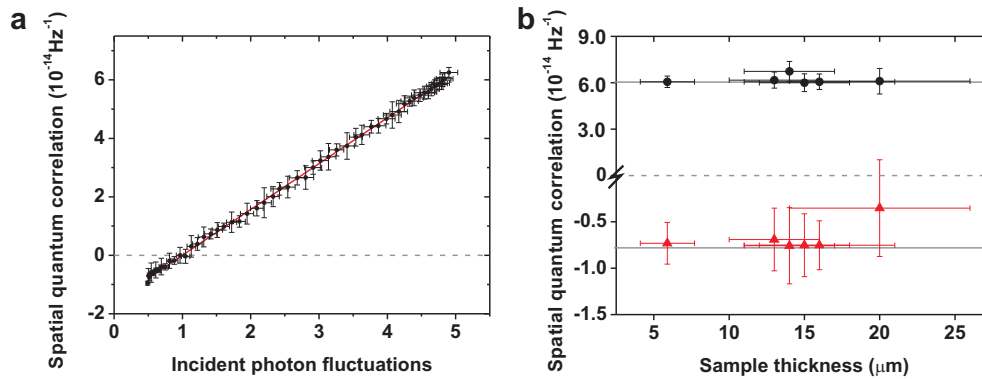 a
Spatial quantum correlation (10⁻¹⁴Hz⁻¹)
6
4
2
0
-2
0 1 2 3 4 5
Incident photon fluctuations
b
Spatial quantum correlation (10⁻¹⁴ Hz⁻¹)
9.0
6.0
3.0
0
-0.5
-1.0
-1.5
5 10 15 20 25
Sample thickness (μm)